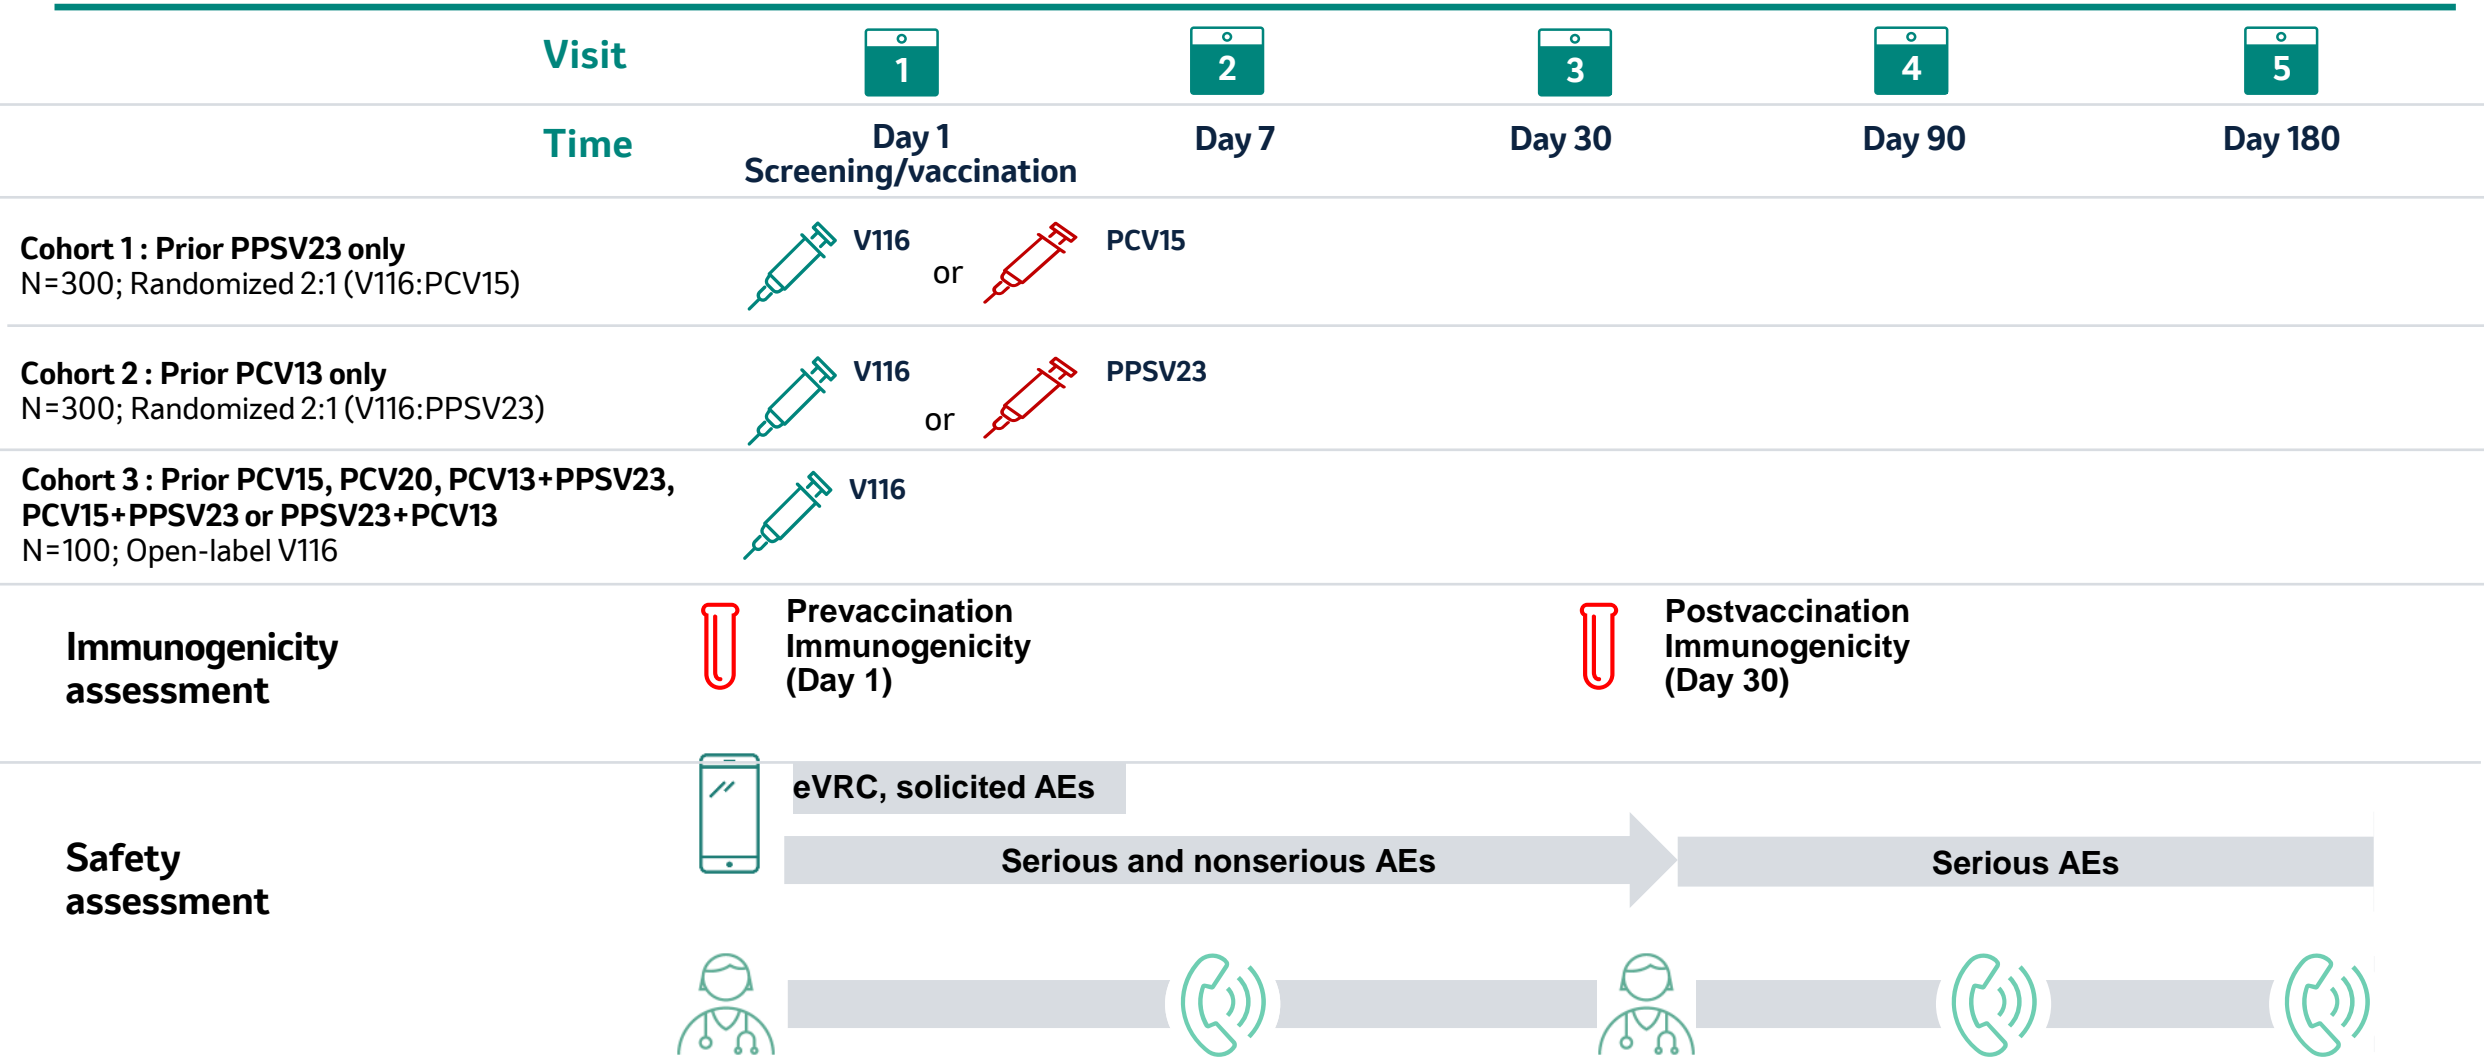 Visit
1
2
3
4
5
Time
Day 1
Screening/vaccination
Day 7
Day 30
Day 90
Day 180
Cohort 1 : Prior PPSV23 only
N=300; Randomized 2:1 (V116:PCV15)
V116
or
PCV15
Cohort 2 : Prior PCV13 only
N=300; Randomized 2:1 (V116:PPSV23)
V116
or
PPSV23
Cohort 3 : Prior PCV15, PCV20, PCV13+PPSV23,
PCV15+PPSV23 or PPSV23+PCV13
N=100; Open-label V116
V116
Immunogenicity
assessment
Prevaccination
Immunogenicity
(Day 1)
Postvaccination
Immunogenicity
(Day 30)
Safety
assessment
eVRC, solicited AEs
Serious and nonserious AEs
Serious AEs